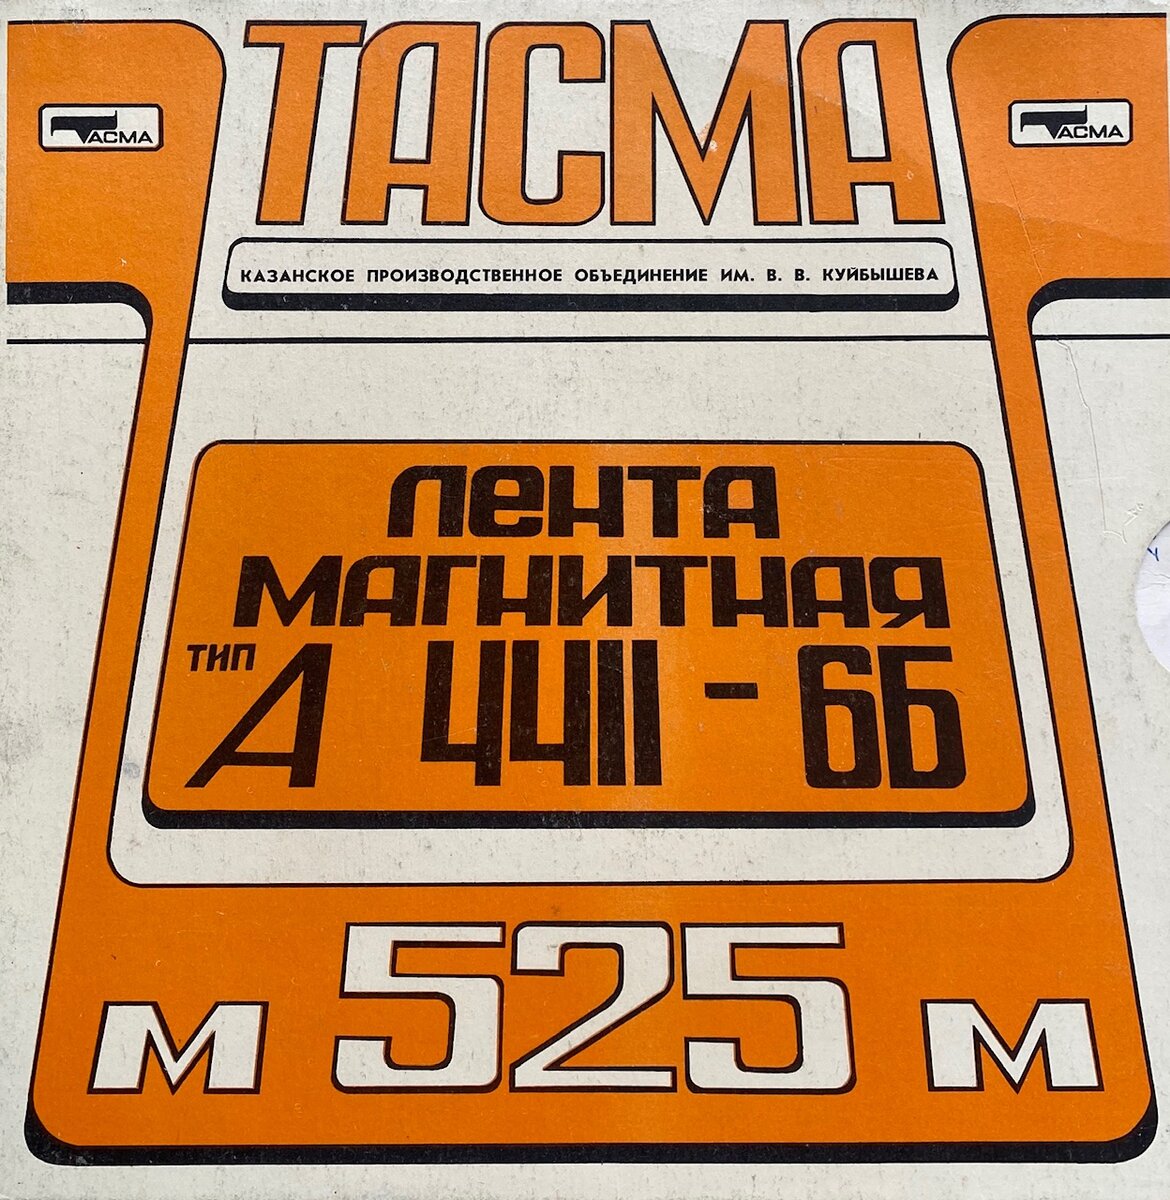 ТАСМА
ТАСМА
ТАСМА
КАЗАНСКОЕ ПРОИЗВОДСТВЕННОЕ ОБЪЕДИНЕНИЕ ИМ. В. В. КУЙБЫШЕВА
ЛЕНТА
МАГНИТНАЯ
ТИП А 4411 - 6Б
М 525 М